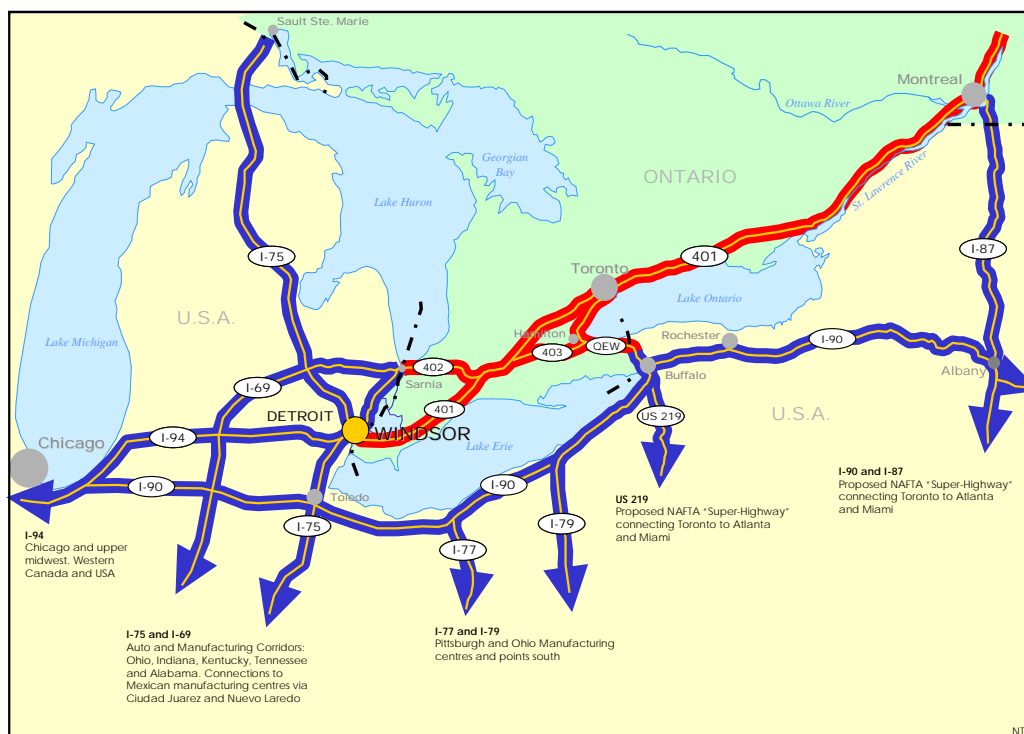 Sault Ste. Marie
Montreal
Ottawa River
Georgian
Bay
ONTARIO
St. Lawrence River
Lake Huron
I-75
401
I-87
Toronto
Lake Ontario
U.S.A.
Hamilton
Rochester
Lake Michigan
QEW
I-90
403
402
Albany
Sarnia
Buffalo
I-69
DETROIT
401
US 219
U.S.A.
WINDSOR
I-94
Chicago
Lake Erie
I-90
I-90
Toledo
I-75
I-79
I-77
I-90 and I-87
Proposed NAFTA "Super-Highway"
connecting Toronto to Atlanta
and Miami
US 219
Proposed NAFTA "Super-Highway"
connecting Toronto to Atlanta
and Miami
I-94
Chicago and upper
midwest. Western
Canada and USA
I-75 and I-69
Auto and Manufacturing Corridors:
Ohio, Indiana, Kentucky, Tennessee
and Alabama. Connections to
Mexican manufacturing centres via
Ciudad Juarez and Nuevo Laredo
I-77 and I-79
Pittsburgh and Ohio Manufacturing
centres and points south